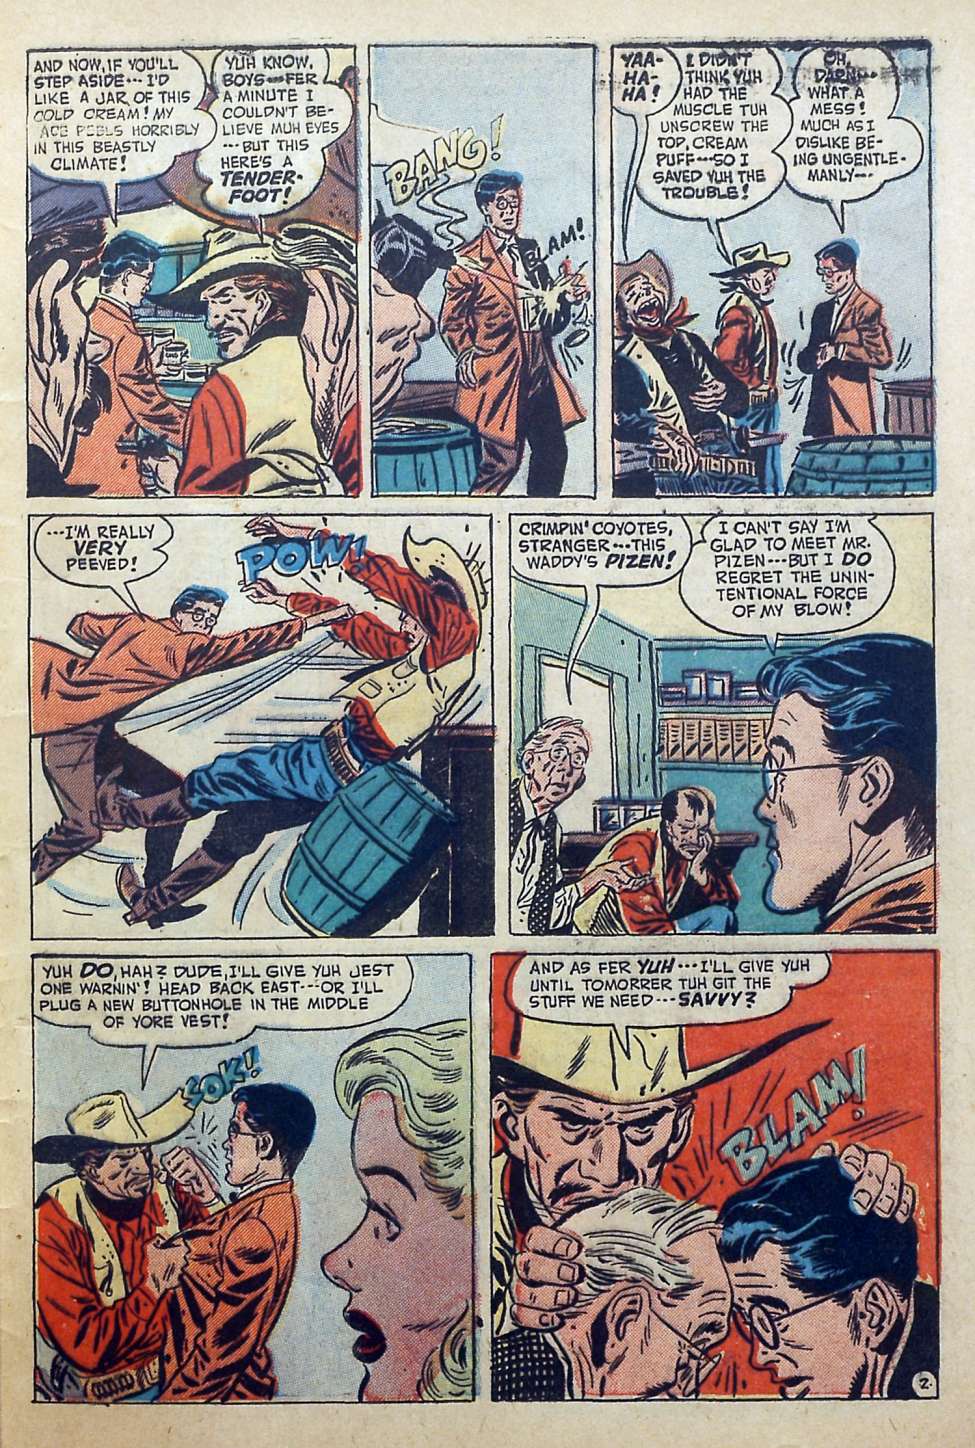 AND NOW, IF YOU'LL
STEP ASIDE--- I'D
LIKE A JAR OF THIS
COLD CREAM! MY
PEELS HORRIBLY
IN THIS BEASTLY
CLIMATE!
YUH KNOW,
BOYS--FER
A MINUTE I
COULDN'T BE-
LIEVE MUH EYES
---BUT THIS
HERE'S A
TENDER-
FOOT!
BANG!
BLAM!
YAA-
HA-
HA!
I DIDN'T
THINK YUH
HAD THE
MUSCLE TUH
UNSCREW THE
TOP, CREAM
PUFF---SO I
SAVED YUH THE
TROUBLE!
OH,
DARN---
WHAT A
MESS!
MUCH AS I
DISLIKE BE-
ING UNGENTLE-
MANLY---
---I'M REALLY
VERY
PEEVED!
POW!
CRIMPIN' COYOTES,
STRANGER---THIS
WADDY'S PIZEN!
I CAN'T SAY I'M
GLAD TO MEET MR.
PIZEN---BUT I DO
REGRET THE UNIN-
TENTIONAL FORCE
OF MY BLOW!
YUH DO, HAH? DUDE, I'LL GIVE YUH JEST
ONE WARNIN'! HEAD BACK EAST---OR I'LL
PLUG A NEW BUTTONHOLE IN THE MIDDLE
OF YORE VEST!
SOK!
AND AS FER YUH---I'LL GIVE YUH
UNTIL TOMORRER TUH GIT THE
STUFF WE NEED---SAVVY?
BLAM!
2.